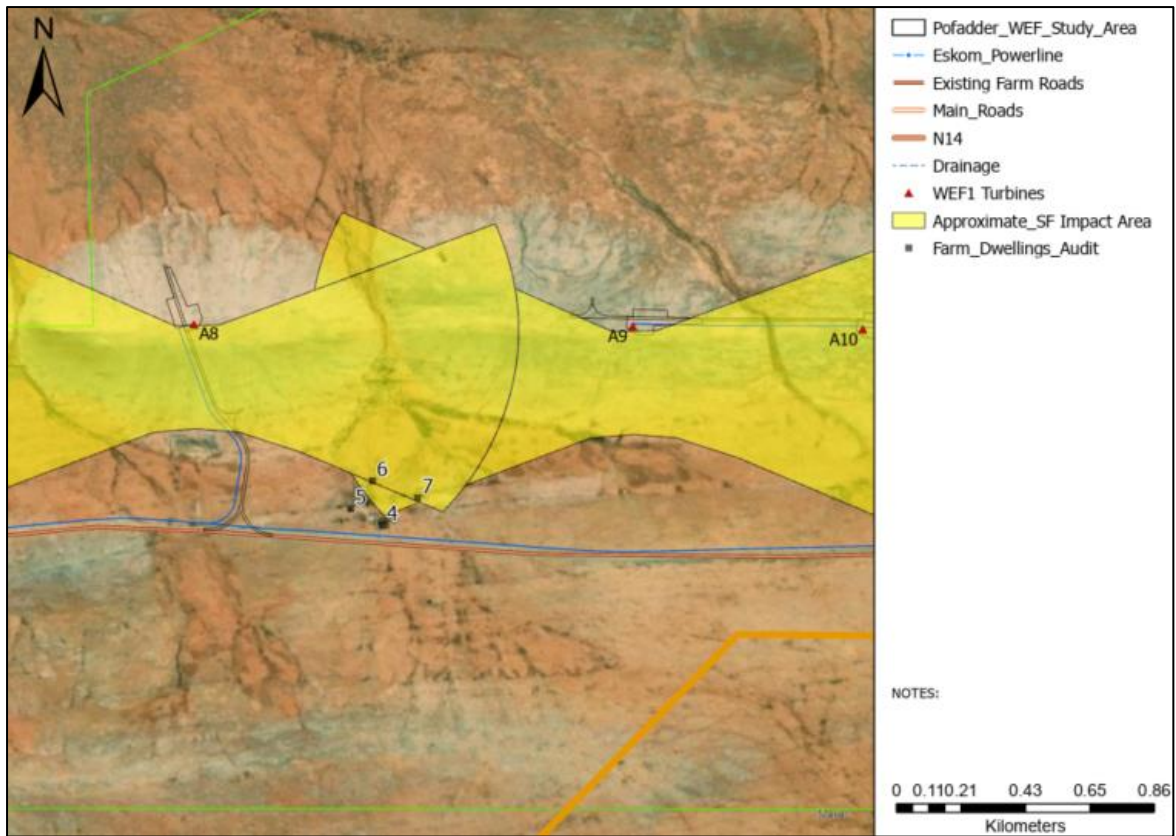 N
A8
A9
A10
6
7
5
4
Pofadder_WEF_Study_Area
Eskom_Powerline
Existing Farm Roads
Main_Roads
N14
Drainage
WEF1 Turbines
Approximate_SF Impact Area
Farm_Dwellings_Audit
NOTES:
0 0.110.21 0.43 0.65 0.86
Kilometers